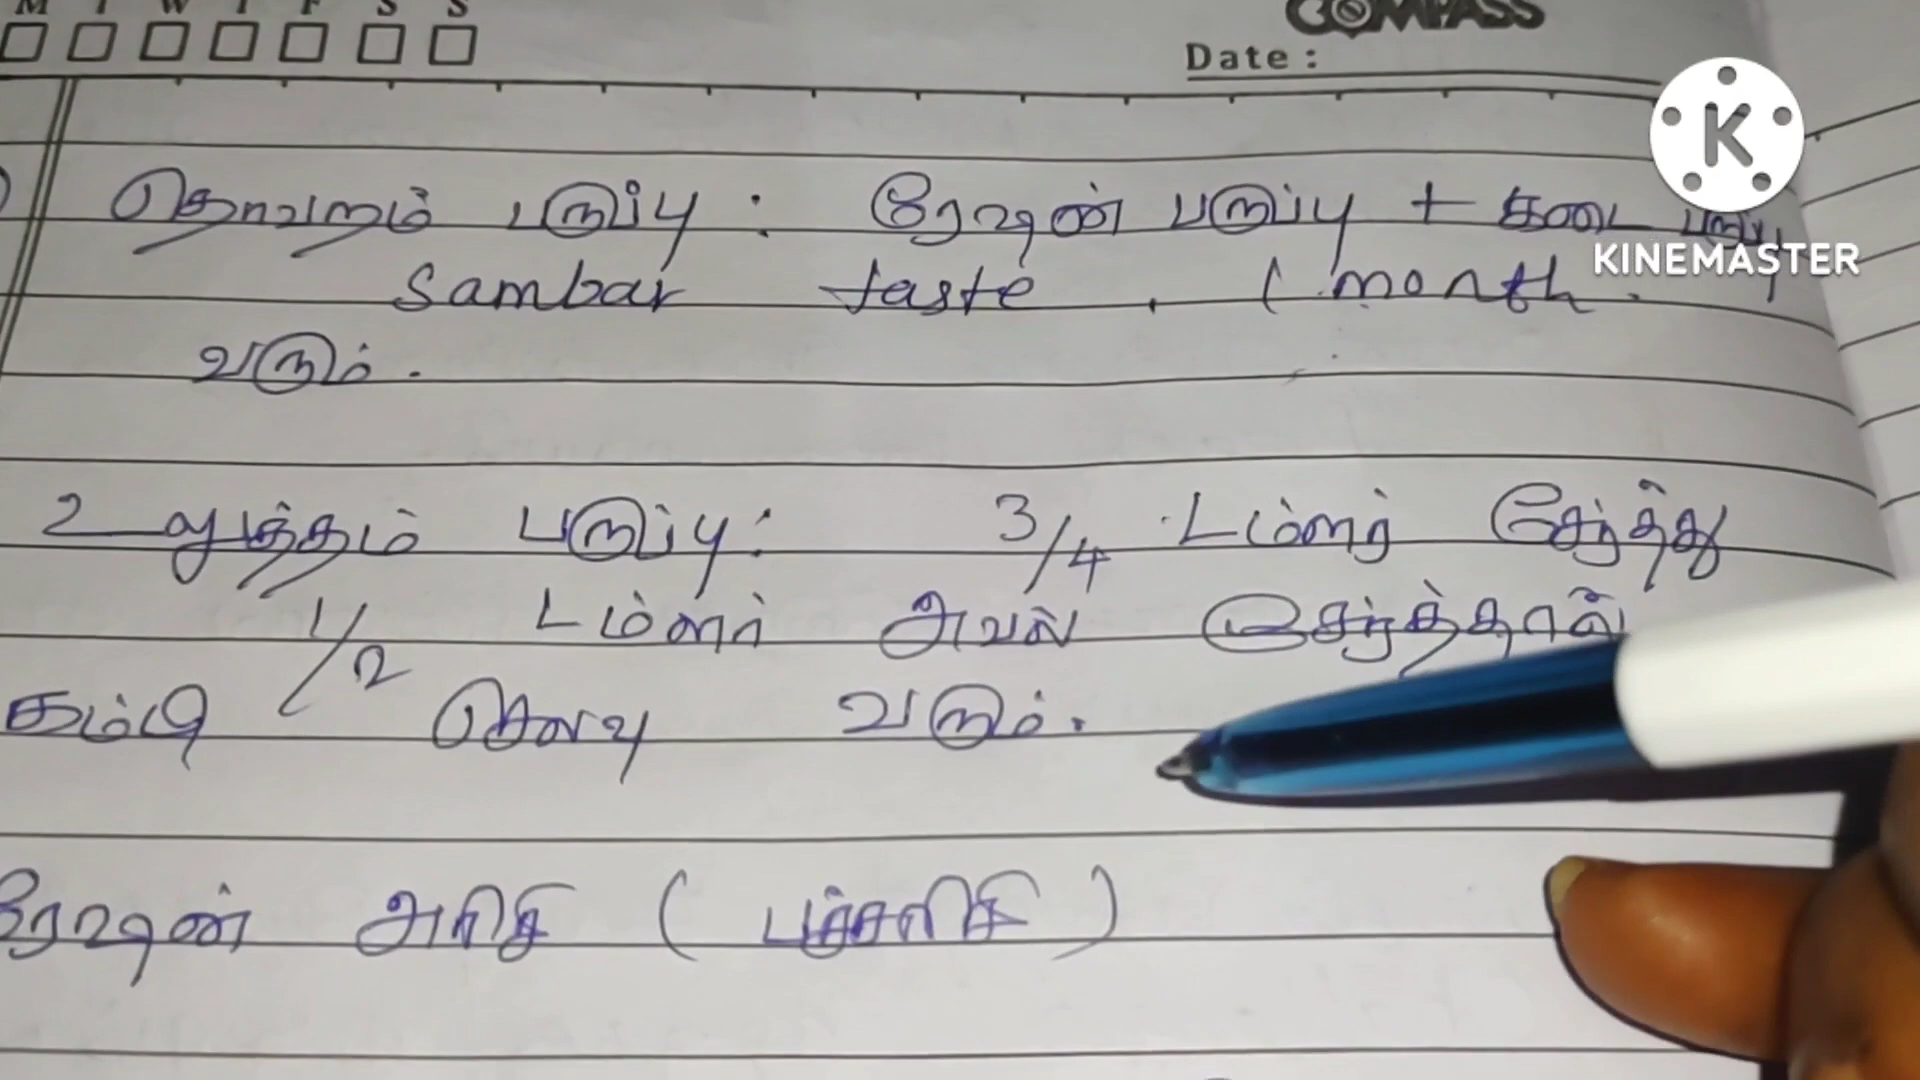 M T W T F S S
COMPASS
Date :
K
தொவரம் பருப்பு : ரேஷன் பருப்பு + கடை பருப்பு
KINEMASTER
Sambar taste . 1 month
வரும் .
உளுத்தம் பருப்பு : 3/4 டம்ளர் சேர்த்து
1/2 டம்ளர் அவல் சேர்த்தால்
கம்மி செலவு வரும் .
ரேஷன் அரிசி ( பச்சரிசி )